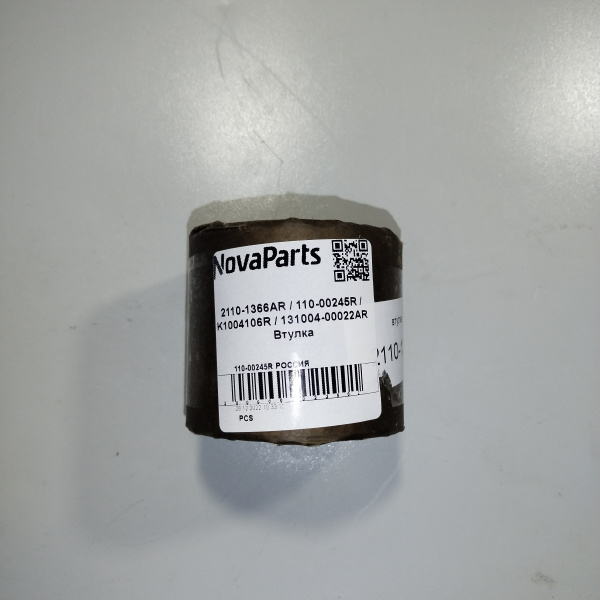 NovaParts
2110-1366AR / 110-00245R /
K1004106R / 131004-00022AR
Втулка
110-00245R РОССИЯ
PCS
2110-